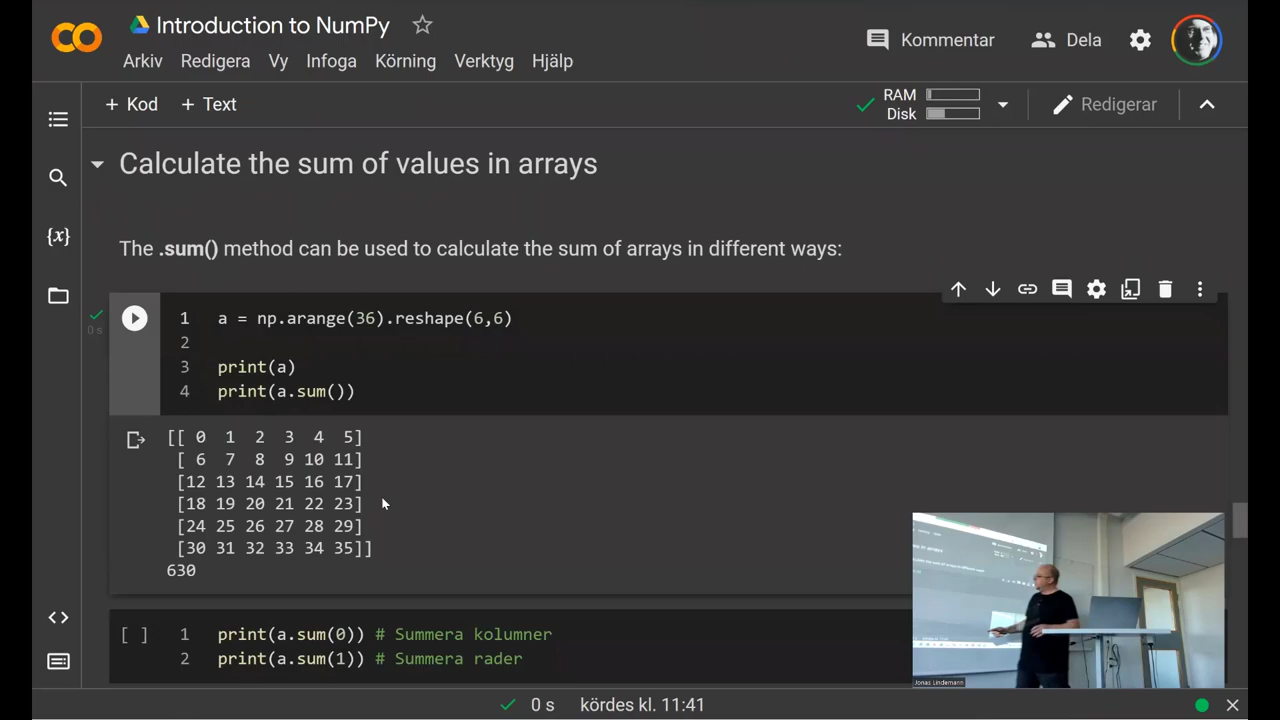 Introduction to NumPy
Kommentar
Dela
Arkiv Redigera Vy Infoga Körning Verktyg Hjälp
+ Kod + Text
RAM
Disk
Redigerar
Calculate the sum of values in arrays
The .sum() method can be used to calculate the sum of arrays in different ways:
1 a = np.arange(36).reshape(6,6)
0 s
2
3 print(a)
4 print(a.sum())
[[ 0 1 2 3 4 5]
[ 6 7 8 9 10 11]
[12 13 14 15 16 17]
[18 19 20 21 22 23]
[24 25 26 27 28 29]
[30 31 32 33 34 35]]
630
[ ] 1 print(a.sum(0)) # Summera kolumner
2 print(a.sum(1)) # Summera rader
Jonas Lindemann
0 s kördes kl. 11:41